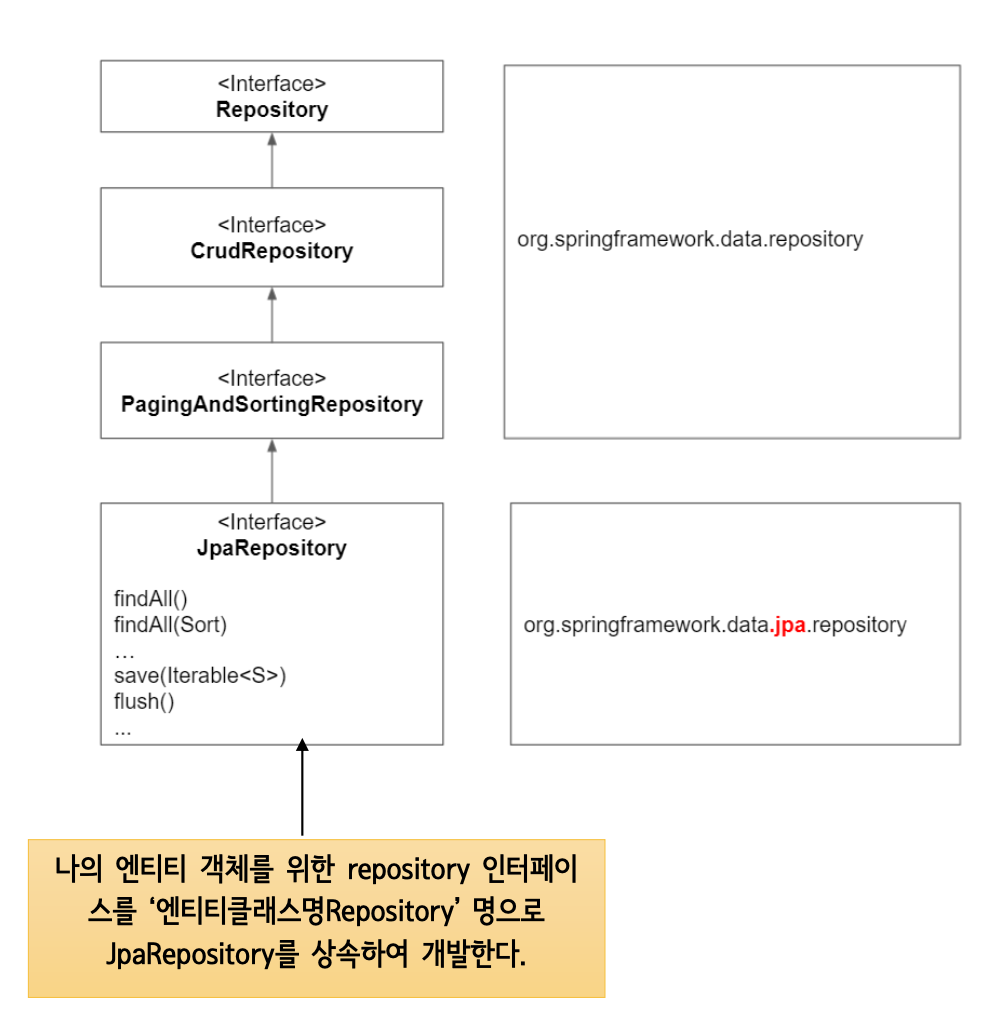 <Interface>
Repository
<Interface>
CrudRepository
<Interface>
PagingAndSortingRepository
org.springframework.data.repository
<Interface>
JpaRepository
findAll()
findAll(Sort)
…
save(Iterable<S>)
flush()
...
org.springframework.data.jpa.repository
나의 엔티티 객체를 위한 repository 인터페이
스를 ‘엔티티클래스명Repository’ 명으로
JpaRepository를 상속하여 개발한다.